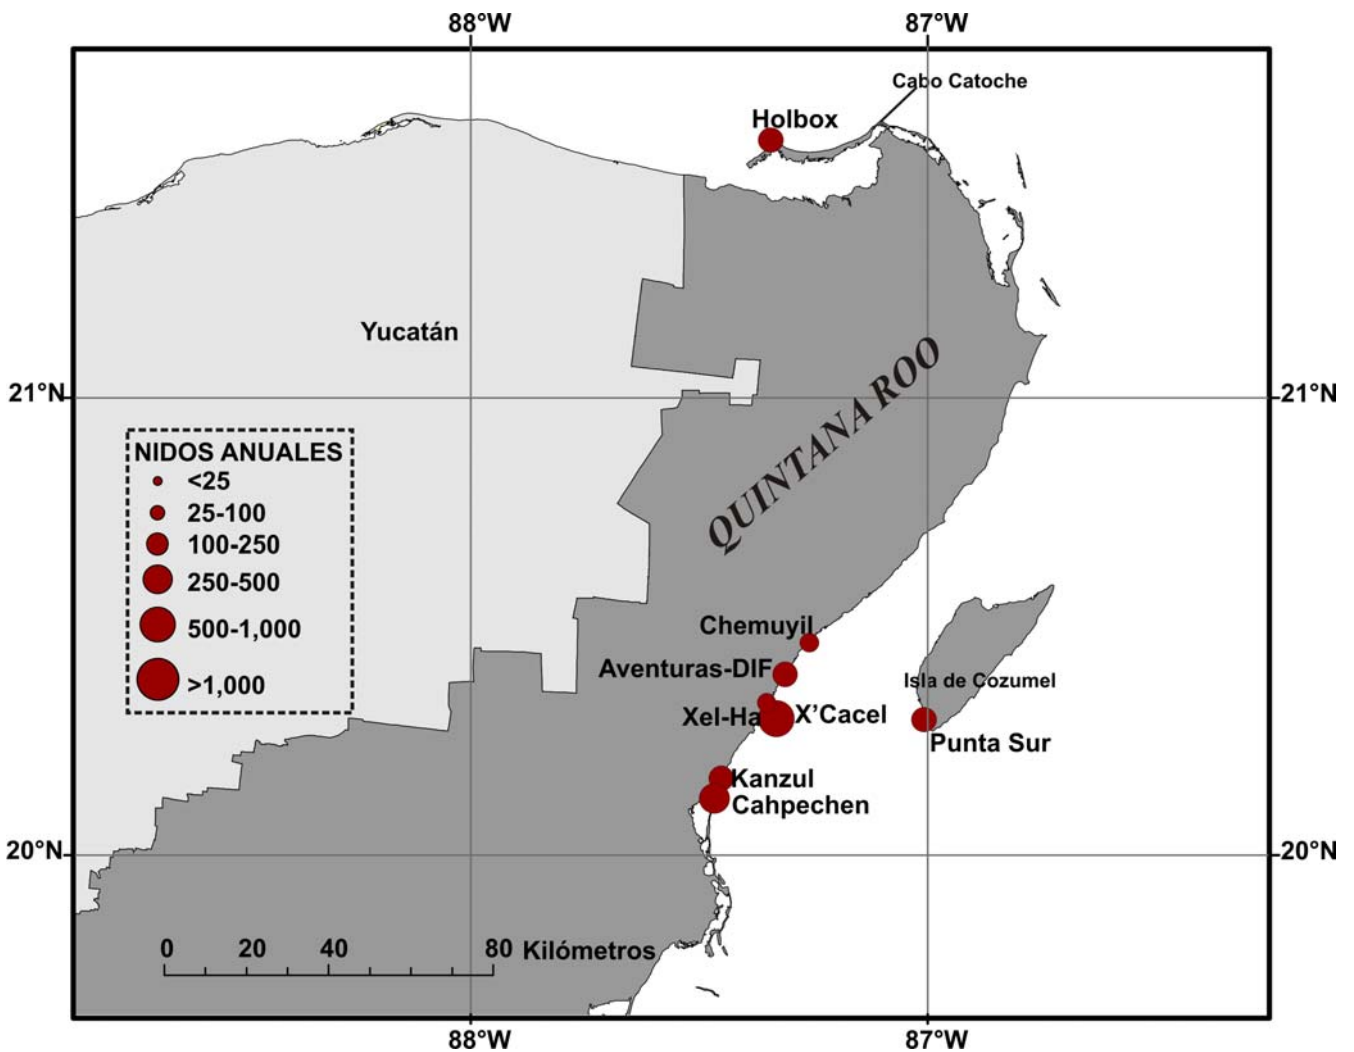 88°W
87°W
Cabo Catoche
Holbox
Yucatán
21°N
21°N
QUINTANA ROO
NIDOS ANUALES
<25
25-100
100-250
250-500
500-1,000
>1,000
Chemuyil
Aventuras-DIF
Isla de Cozumel
Xel-Ha
X'Cacel
Punta Sur
Kanzul
Cahpechen
20°N
20°N
0 20 40 80 Kilómetros
88°W
87°W